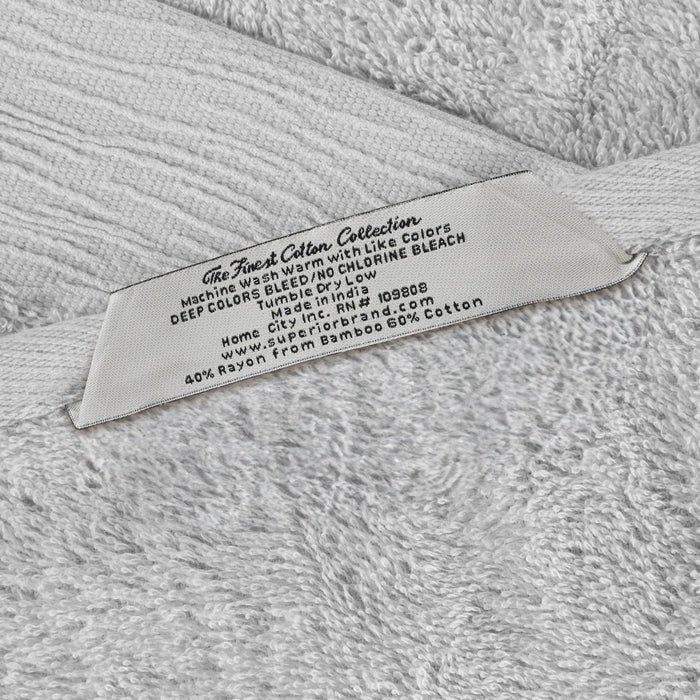 The Finest Cotton Collection
Machine Wash Warm with Like Colors
DEEP COLORS BLEED/NO CHLORINE BLEACH
Tumble Dry Low
Made in India
Home City Inc. RN# 109808
www.superiorbrand.com
40% Rayon from Bamboo 60% Cotton